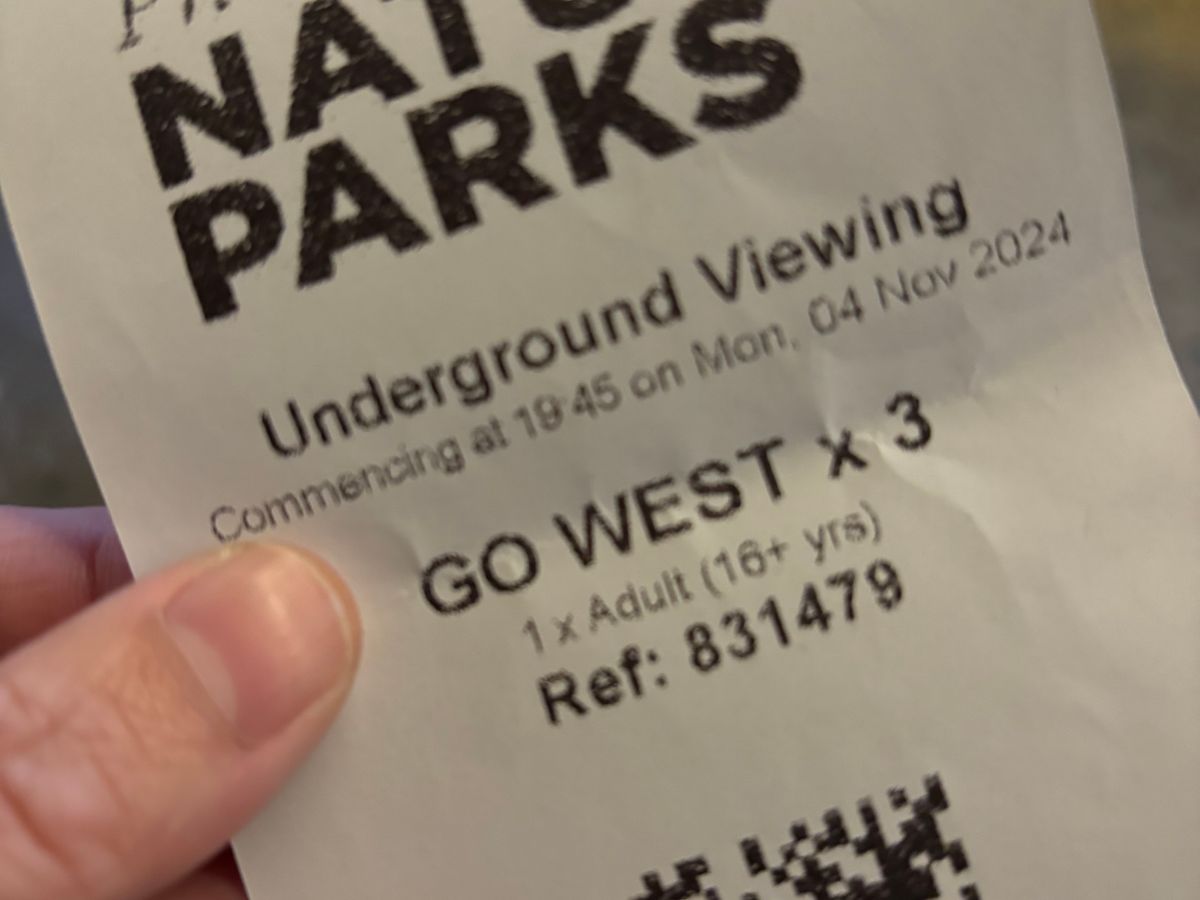 PARKS
Underground Viewing
Commencing at 19:45 on Mon, 04 Nov 2024
GO WEST x 3
1 x Adult (16+ yrs)
Ref: 831479